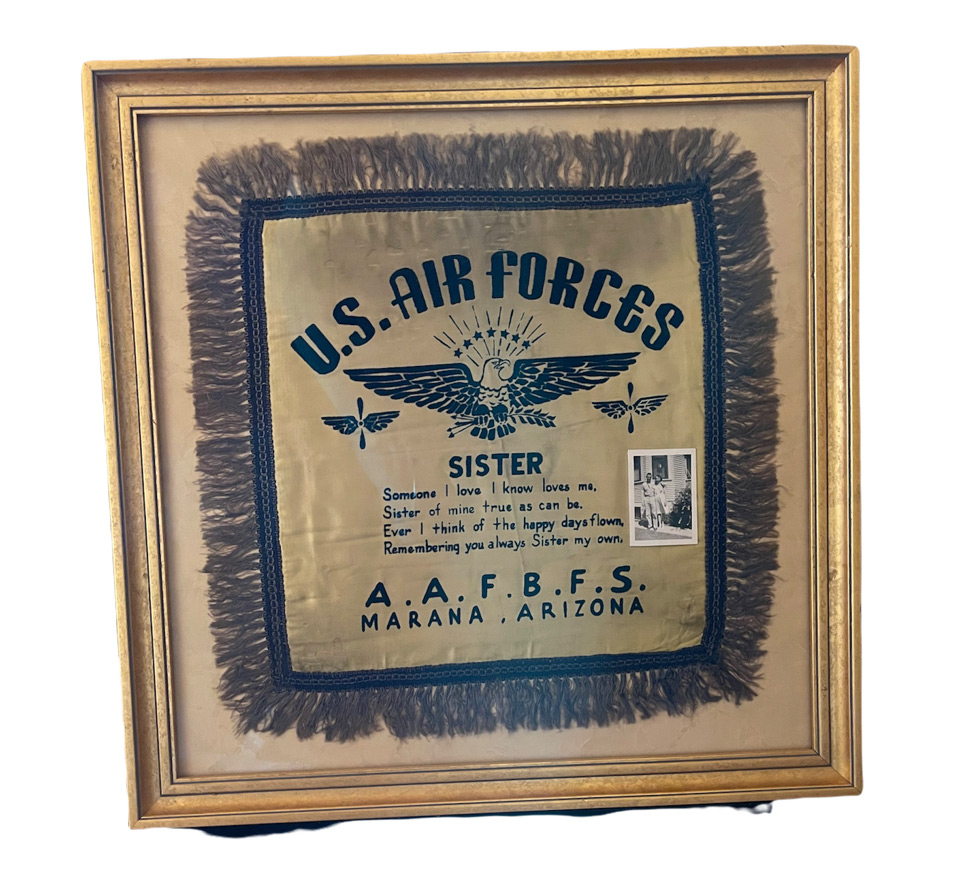 U.S. AIR FORCES
SISTER
Someone I love I know loves me,
Sister of mine true as can be.
Ever I think of the happy days flown,
Remembering you always Sister my own.
A.A.F.B.F.S.
MARANA, ARIZONA